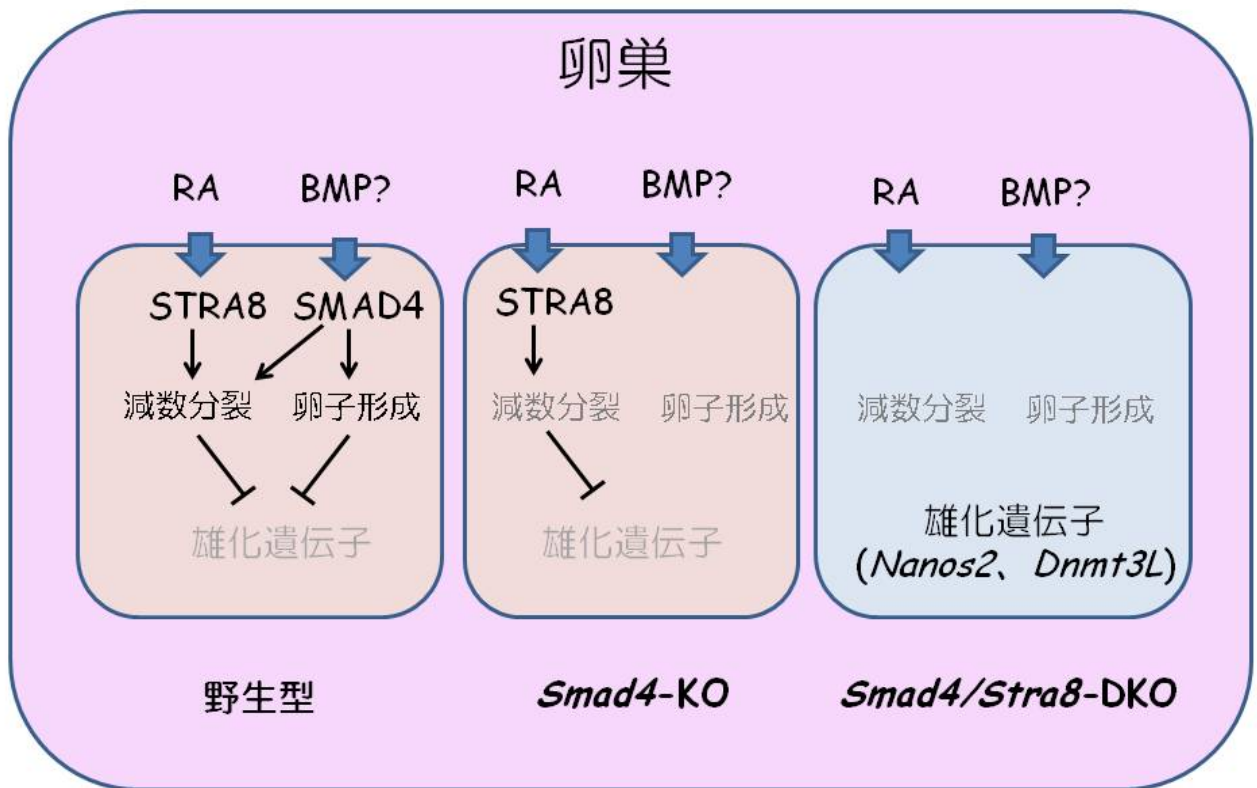 卵巣
RA BMP?
STRA8 SMAD4
減数分裂 卵子形成
雄化遺伝子
野生型
RA BMP?
STRA8
減数分裂 卵子形成
雄化遺伝子
Smad4-KO
RA BMP?
減数分裂 卵子形成
雄化遺伝子
(Nanos2、Dnmt3L)
Smad4/Stra8-DKO